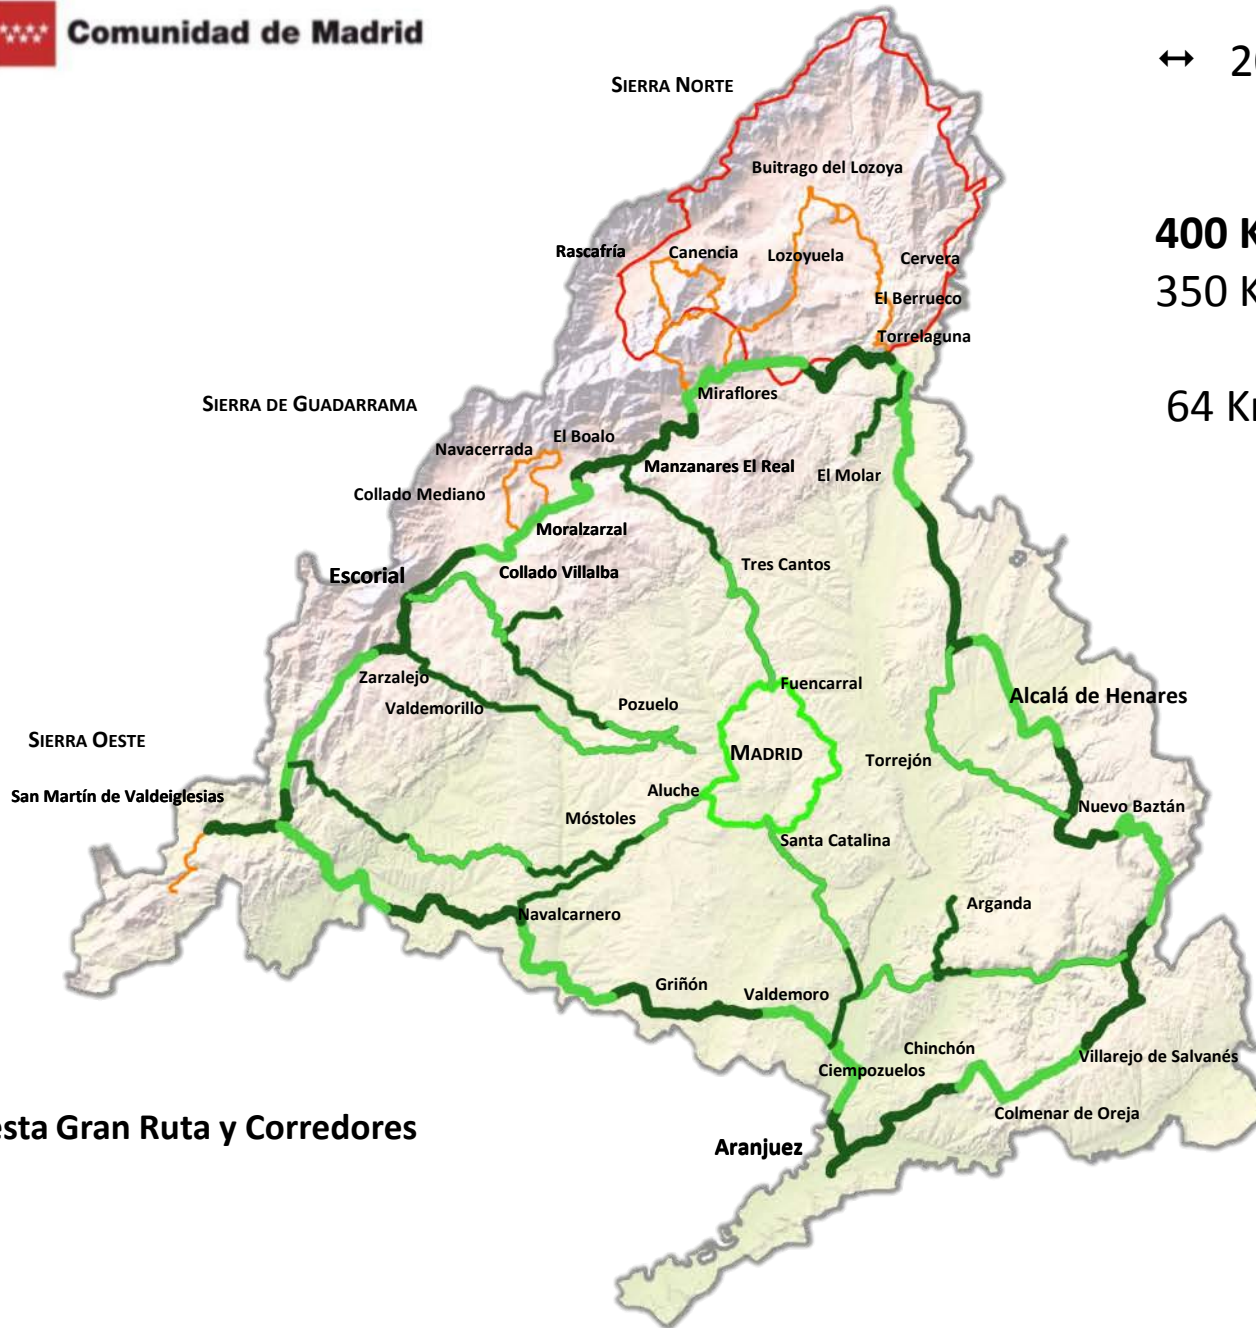 Comunidad de Madrid
↔ 2
SIERRA NORTE
Buitrago del Lozoya
400 K
Rascafría
Canencia
Lozoyuela
Cervera
350 K
El Berrueco
Torrelaguna
Miraflores
SIERRA DE GUADARRAMA
64 K
El Boalo
Navacerrada
Manzanares El Real
El Molar
Collado Mediano
Moralzarzal
Tres Cantos
Escorial
Collado Villalba
Zarzalejo
Fuencarral
Alcalá de Henares
Valdemorillo
Pozuelo
SIERRA OESTE
MADRID
Torrejón
San Martín de Valdeiglesias
Aluche
Nuevo Baztán
Móstoles
Santa Catalina
Arganda
Navalcarnero
Griñón
Valdemoro
Chinchón
Villarejo de Salvanés
Ciempozuelos
Colmenar de Oreja
esta Gran Ruta y Corredores
Aranjuez